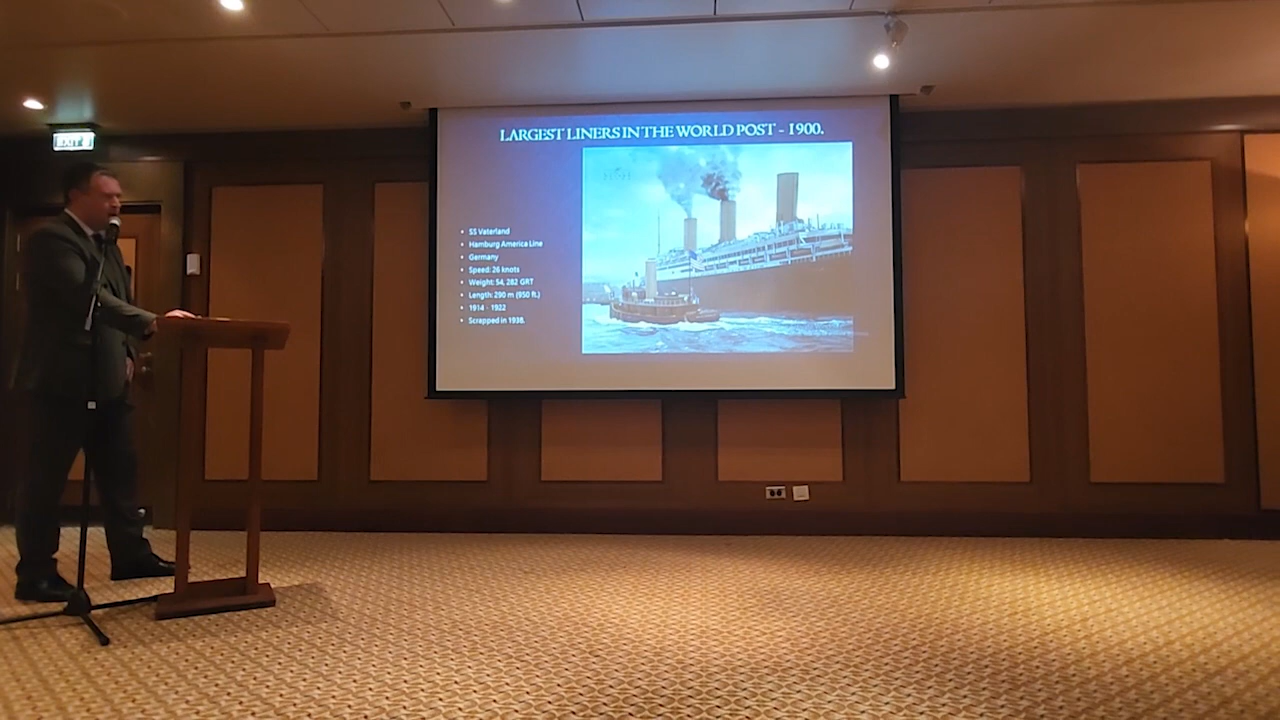 EXIT
LARGEST LINERS IN THE WORLD POST - 1900.
• SS Vaterland
• Hamburg America Line
• Germany
• Speed: 26 knots
• Weight: 54, 282 GRT
• Length: 290 m (950 ft.)
• 1914 - 1922
• Scrapped in 1938.